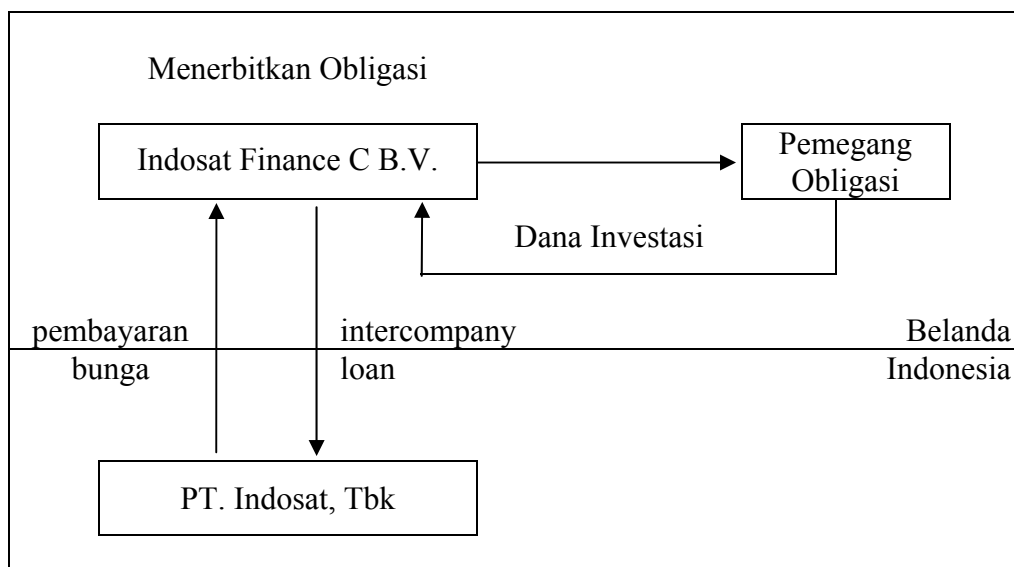 Menerbitkan Obligasi
Indosat Finance C B.V.
Pemegang
Obligasi
Dana Investasi
pembayaran
bunga
intercompany
loan
Belanda
Indonesia
PT. Indosat, Tbk